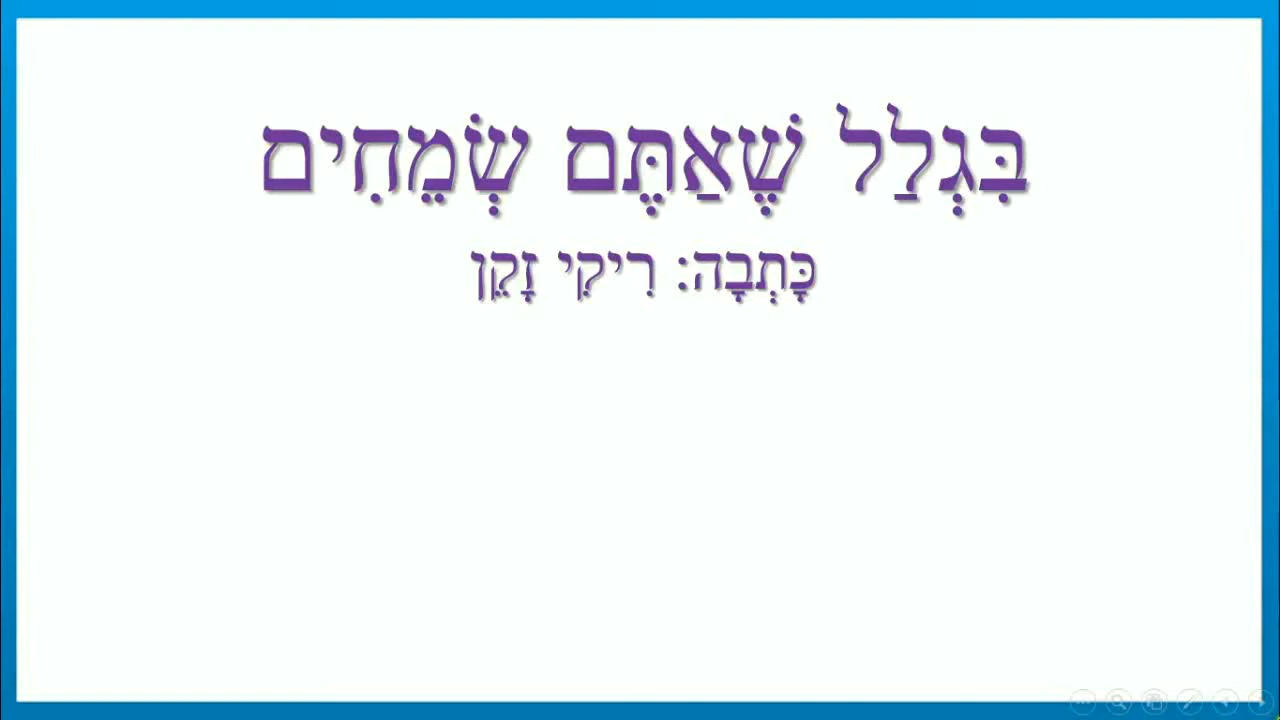 בִּגְלַל שֶׁאַתֶּם שְׂמֵחִים
כָּתְבָה: רִיקִי זָקֵן